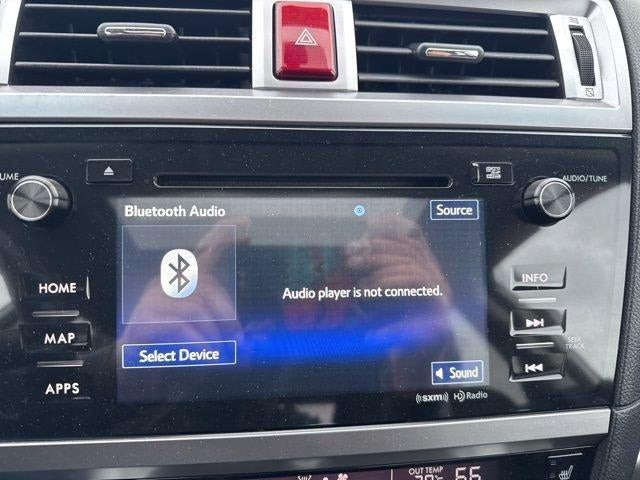 UME
AUDIO/TUNE
Bluetooth Audio
Source
HOME
INFO
Audio player is not connected.
MAP
SEEK
TRACK
Select Device
APPS
Sound
((sxm)) HD Radio
OUT TEMP
66